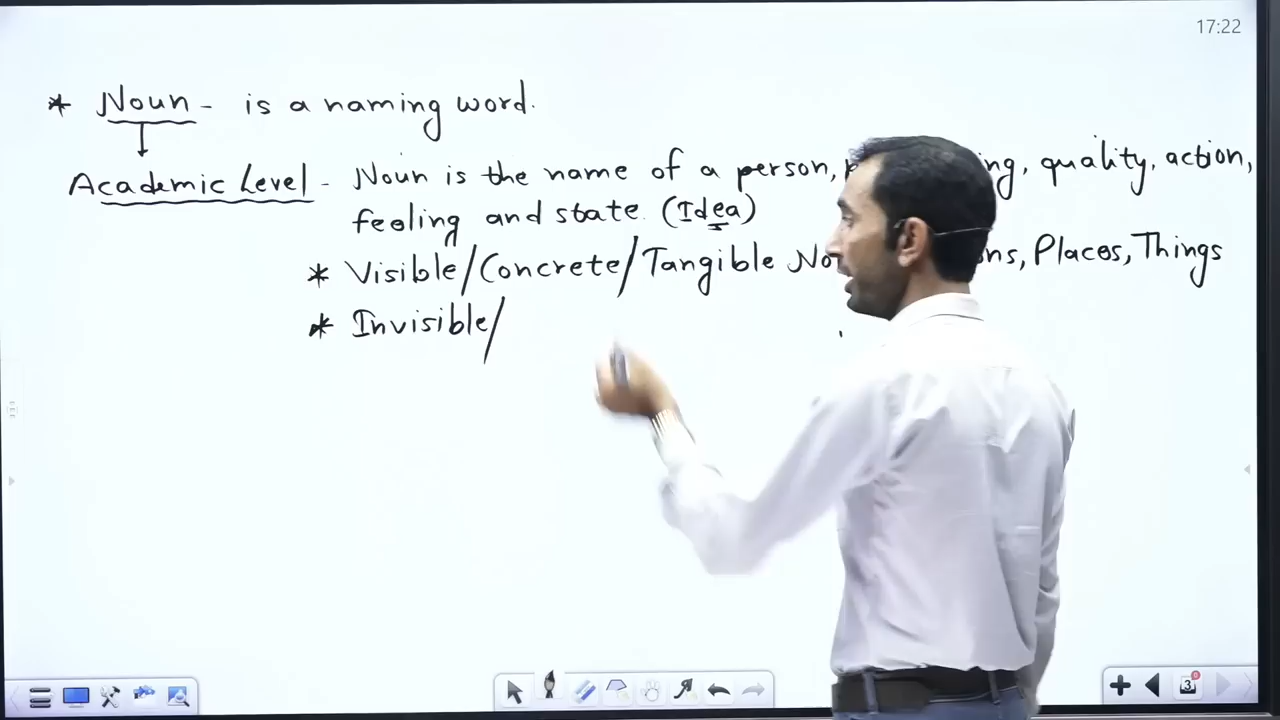 17:22
* Noun - is a naming word.
Academic Level - Noun is the name of a person, quality, action,
feeling and state. (Idea)
* Visible/Concrete/Tangible Places, Things
* Invisible/
3